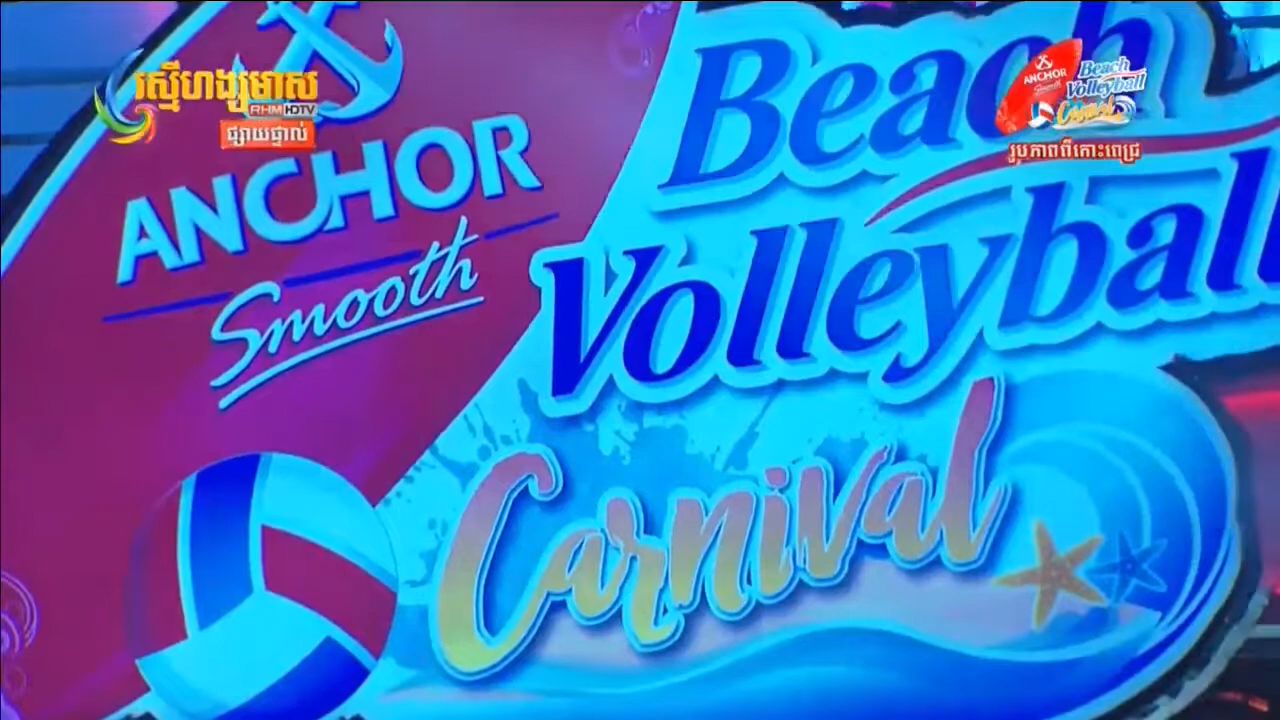 រស្មីហង្សមាស
RHM HDTV
ផ្សាយផ្ទាល់
ANCHOR
Smooth
Beach
Volleyball
Carnival
ANCHOR
Smooth
Beach
Volleyball
Carnival
រូបភាពពីកោះពេជ្រ